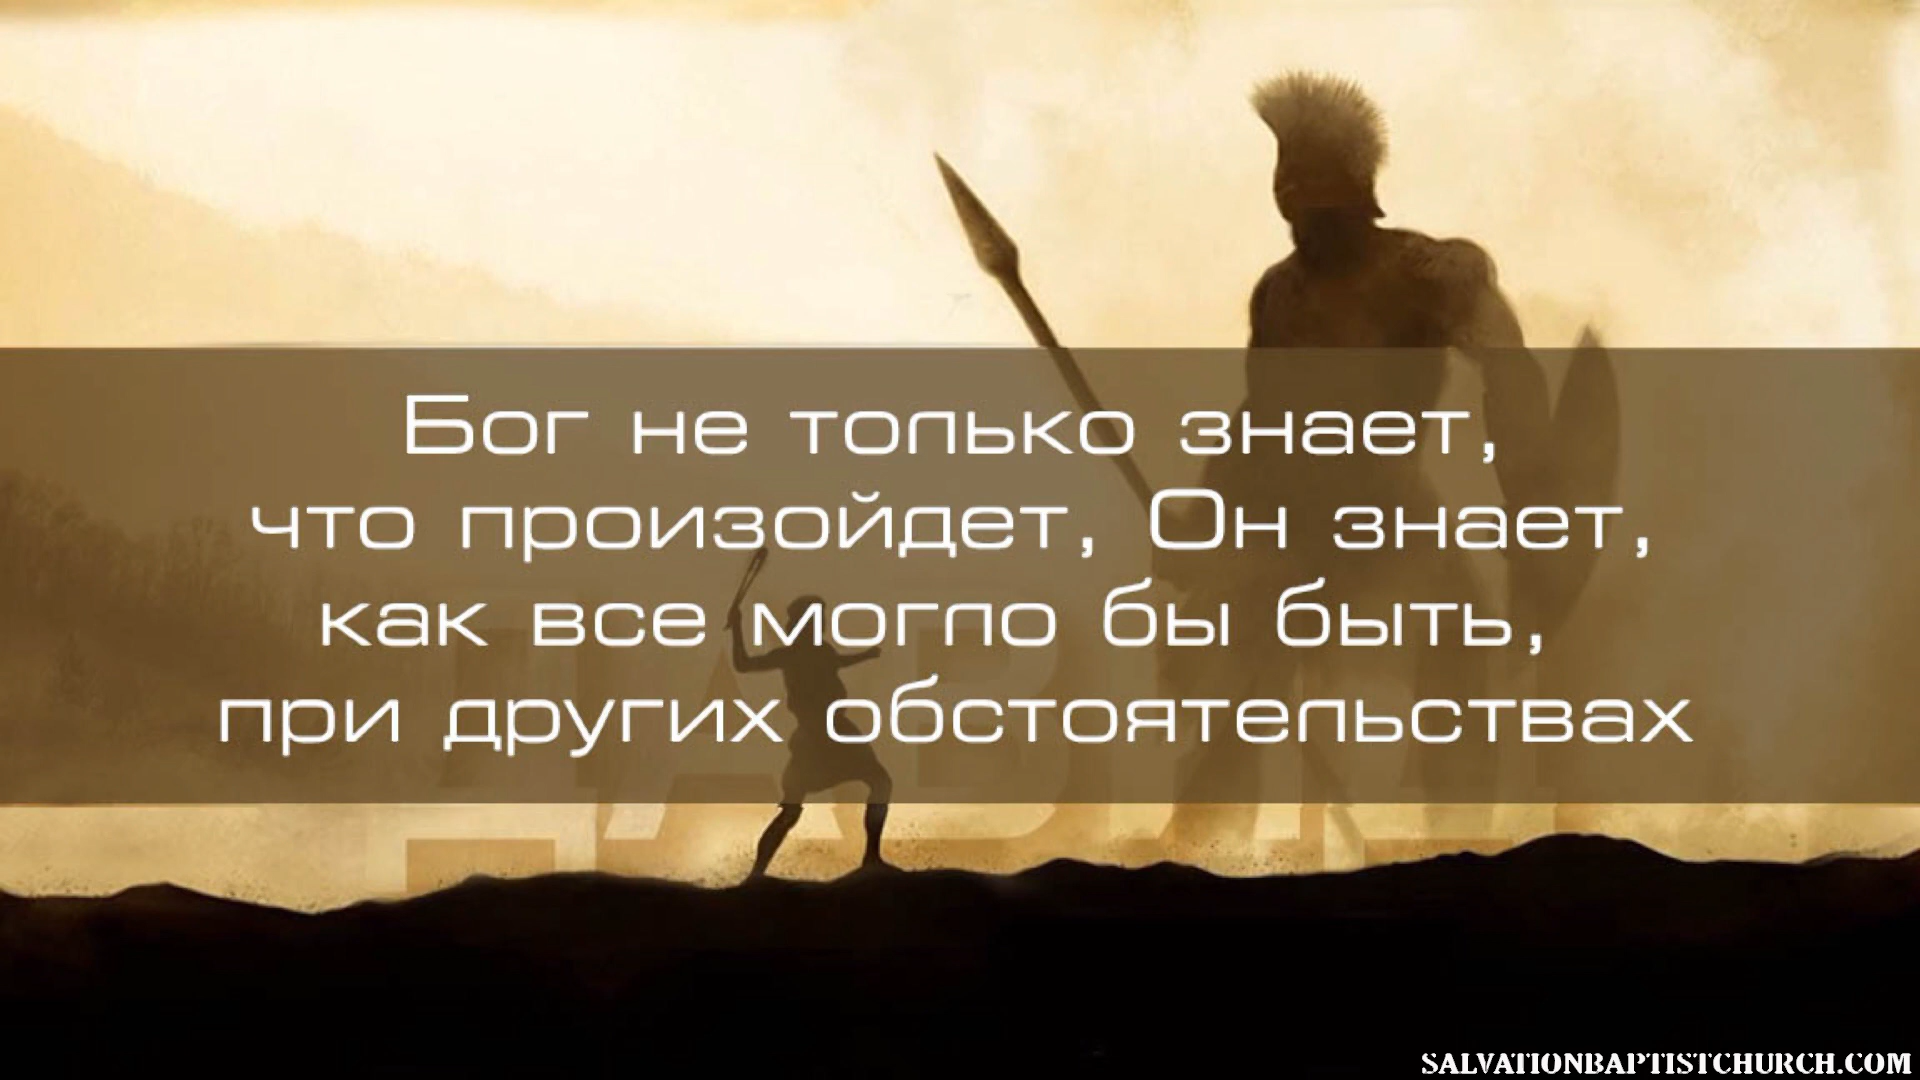 Бог не только знает,
что произойдет, Он знает,
как все могло бы быть,
при других обстоятельствах
SALVATIONBAPTISTCHURCH.COM